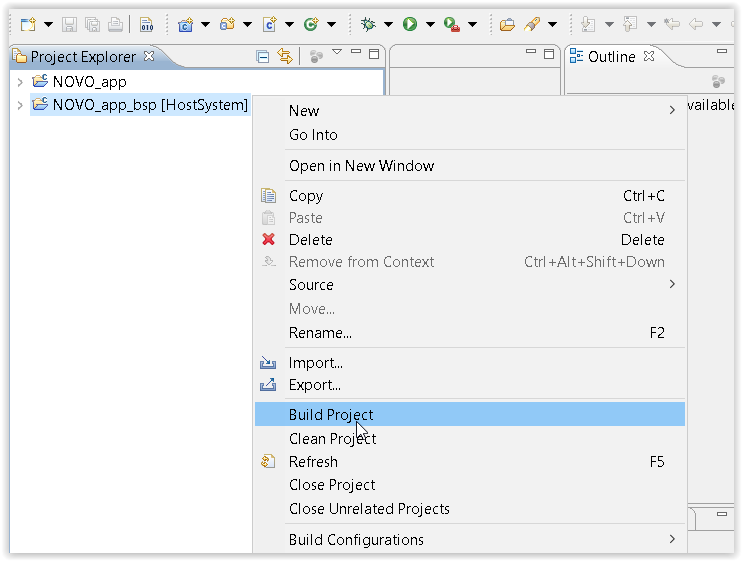 010
Project Explorer
Outline
NOVO_app
NOVO_app_bsp [HostSystem]
vailable
New
Go Into
Open in New Window
Copy Ctrl+C
Paste Ctrl+V
Delete Delete
Remove from Context Ctrl+Alt+Shift+Down
Source
Move...
Rename... F2
Import...
Export...
Build Project
Clean Project
Refresh F5
Close Project
Close Unrelated Projects
Build Configurations